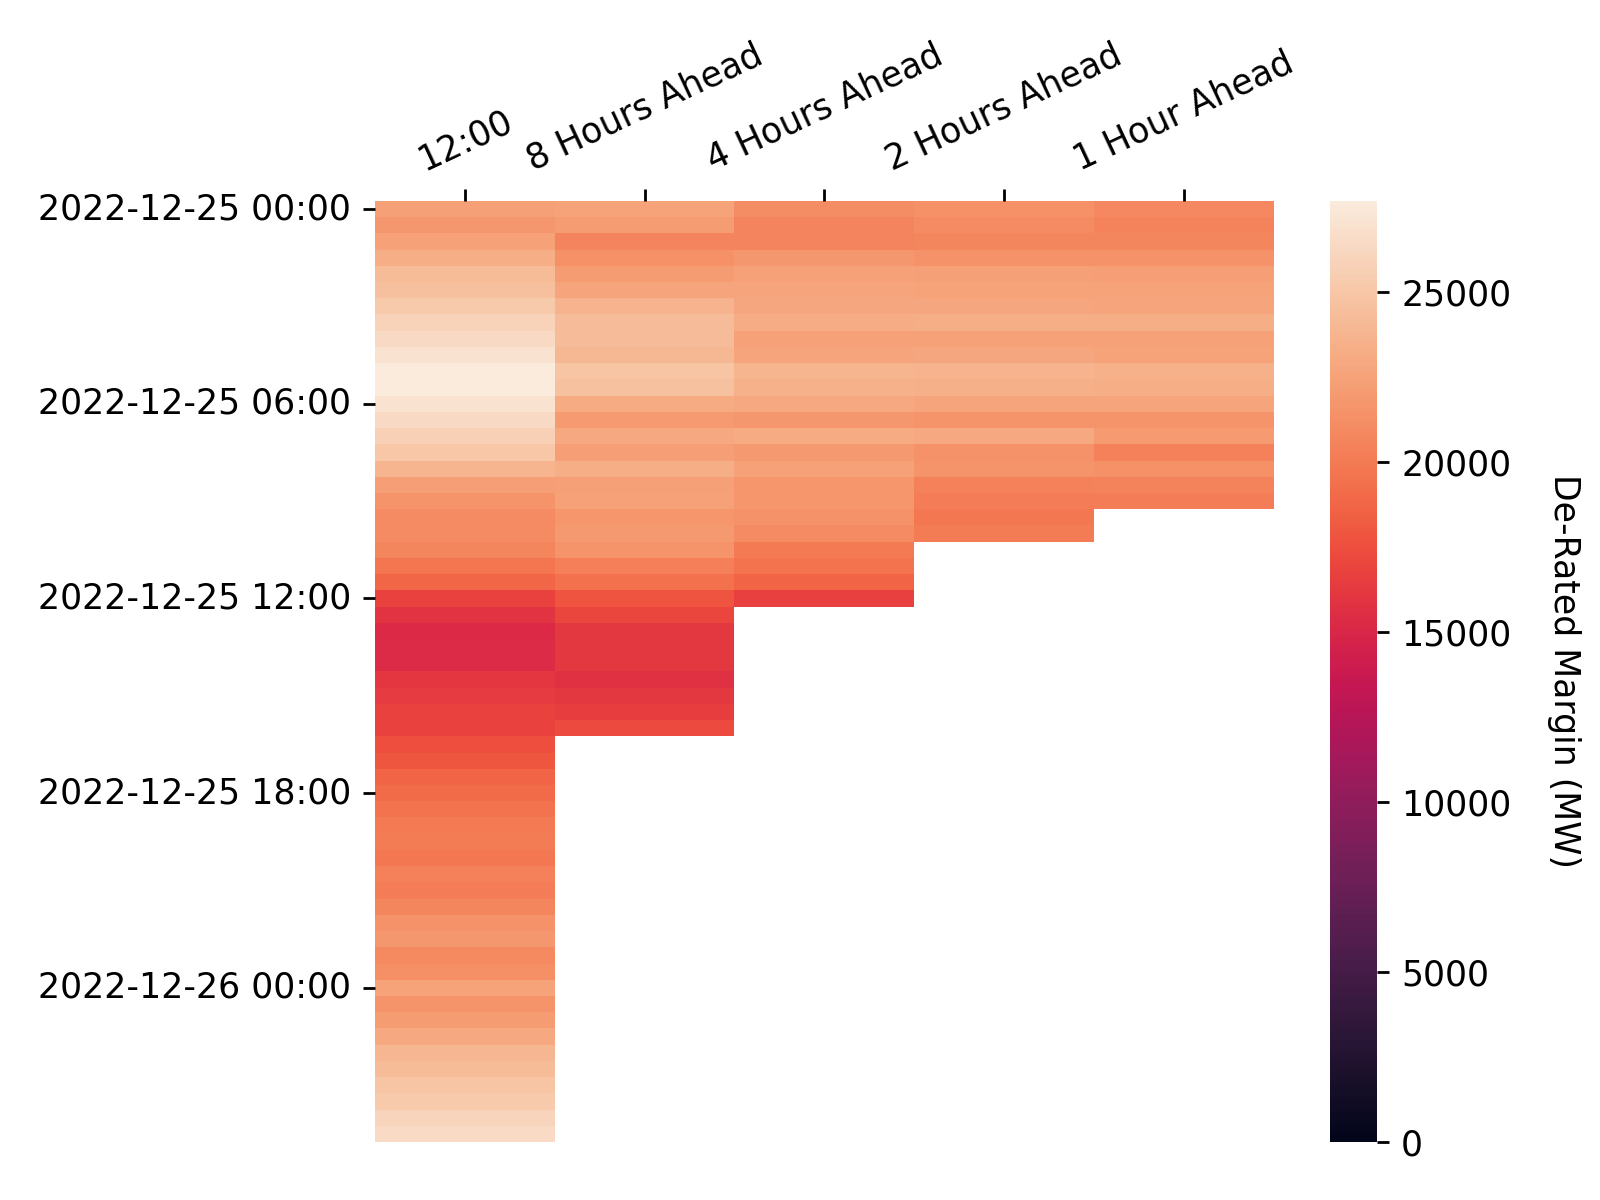 12:00
8 Hours Ahead
4 Hours Ahead
2 Hours Ahead
1 Hour Ahead
2022-12-25 00:00
2022-12-25 06:00
2022-12-25 12:00
2022-12-25 18:00
2022-12-26 00:00
25000
20000
15000
10000
5000
0
De-Rated Margin (MW)